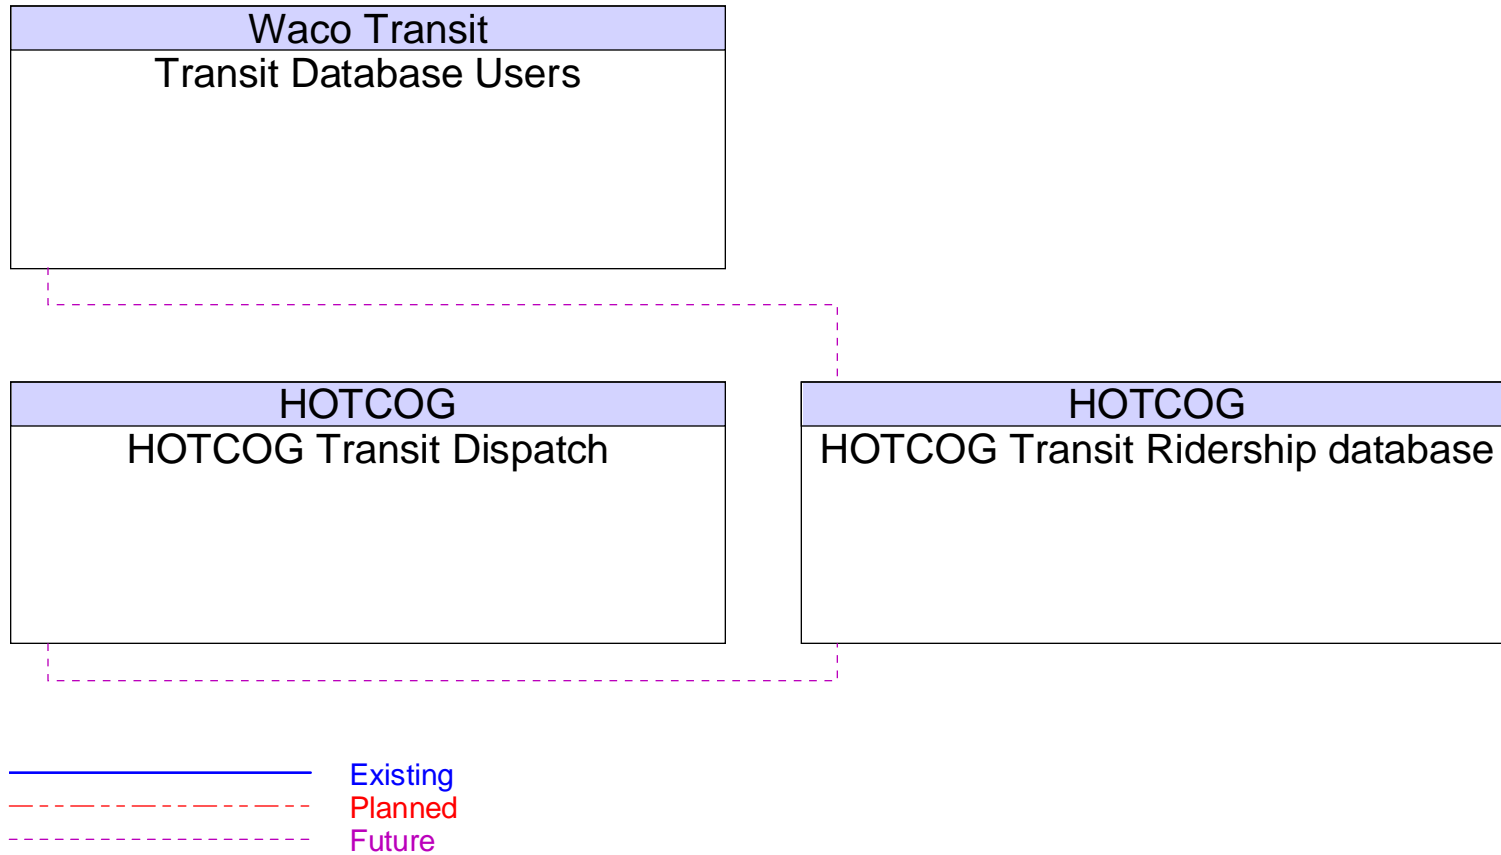 Waco Transit
Transit Database Users
HOTCOG
HOTCOG Transit Dispatch
HOTCOG
HOTCOG Transit Ridership database
Existing
Planned
Future